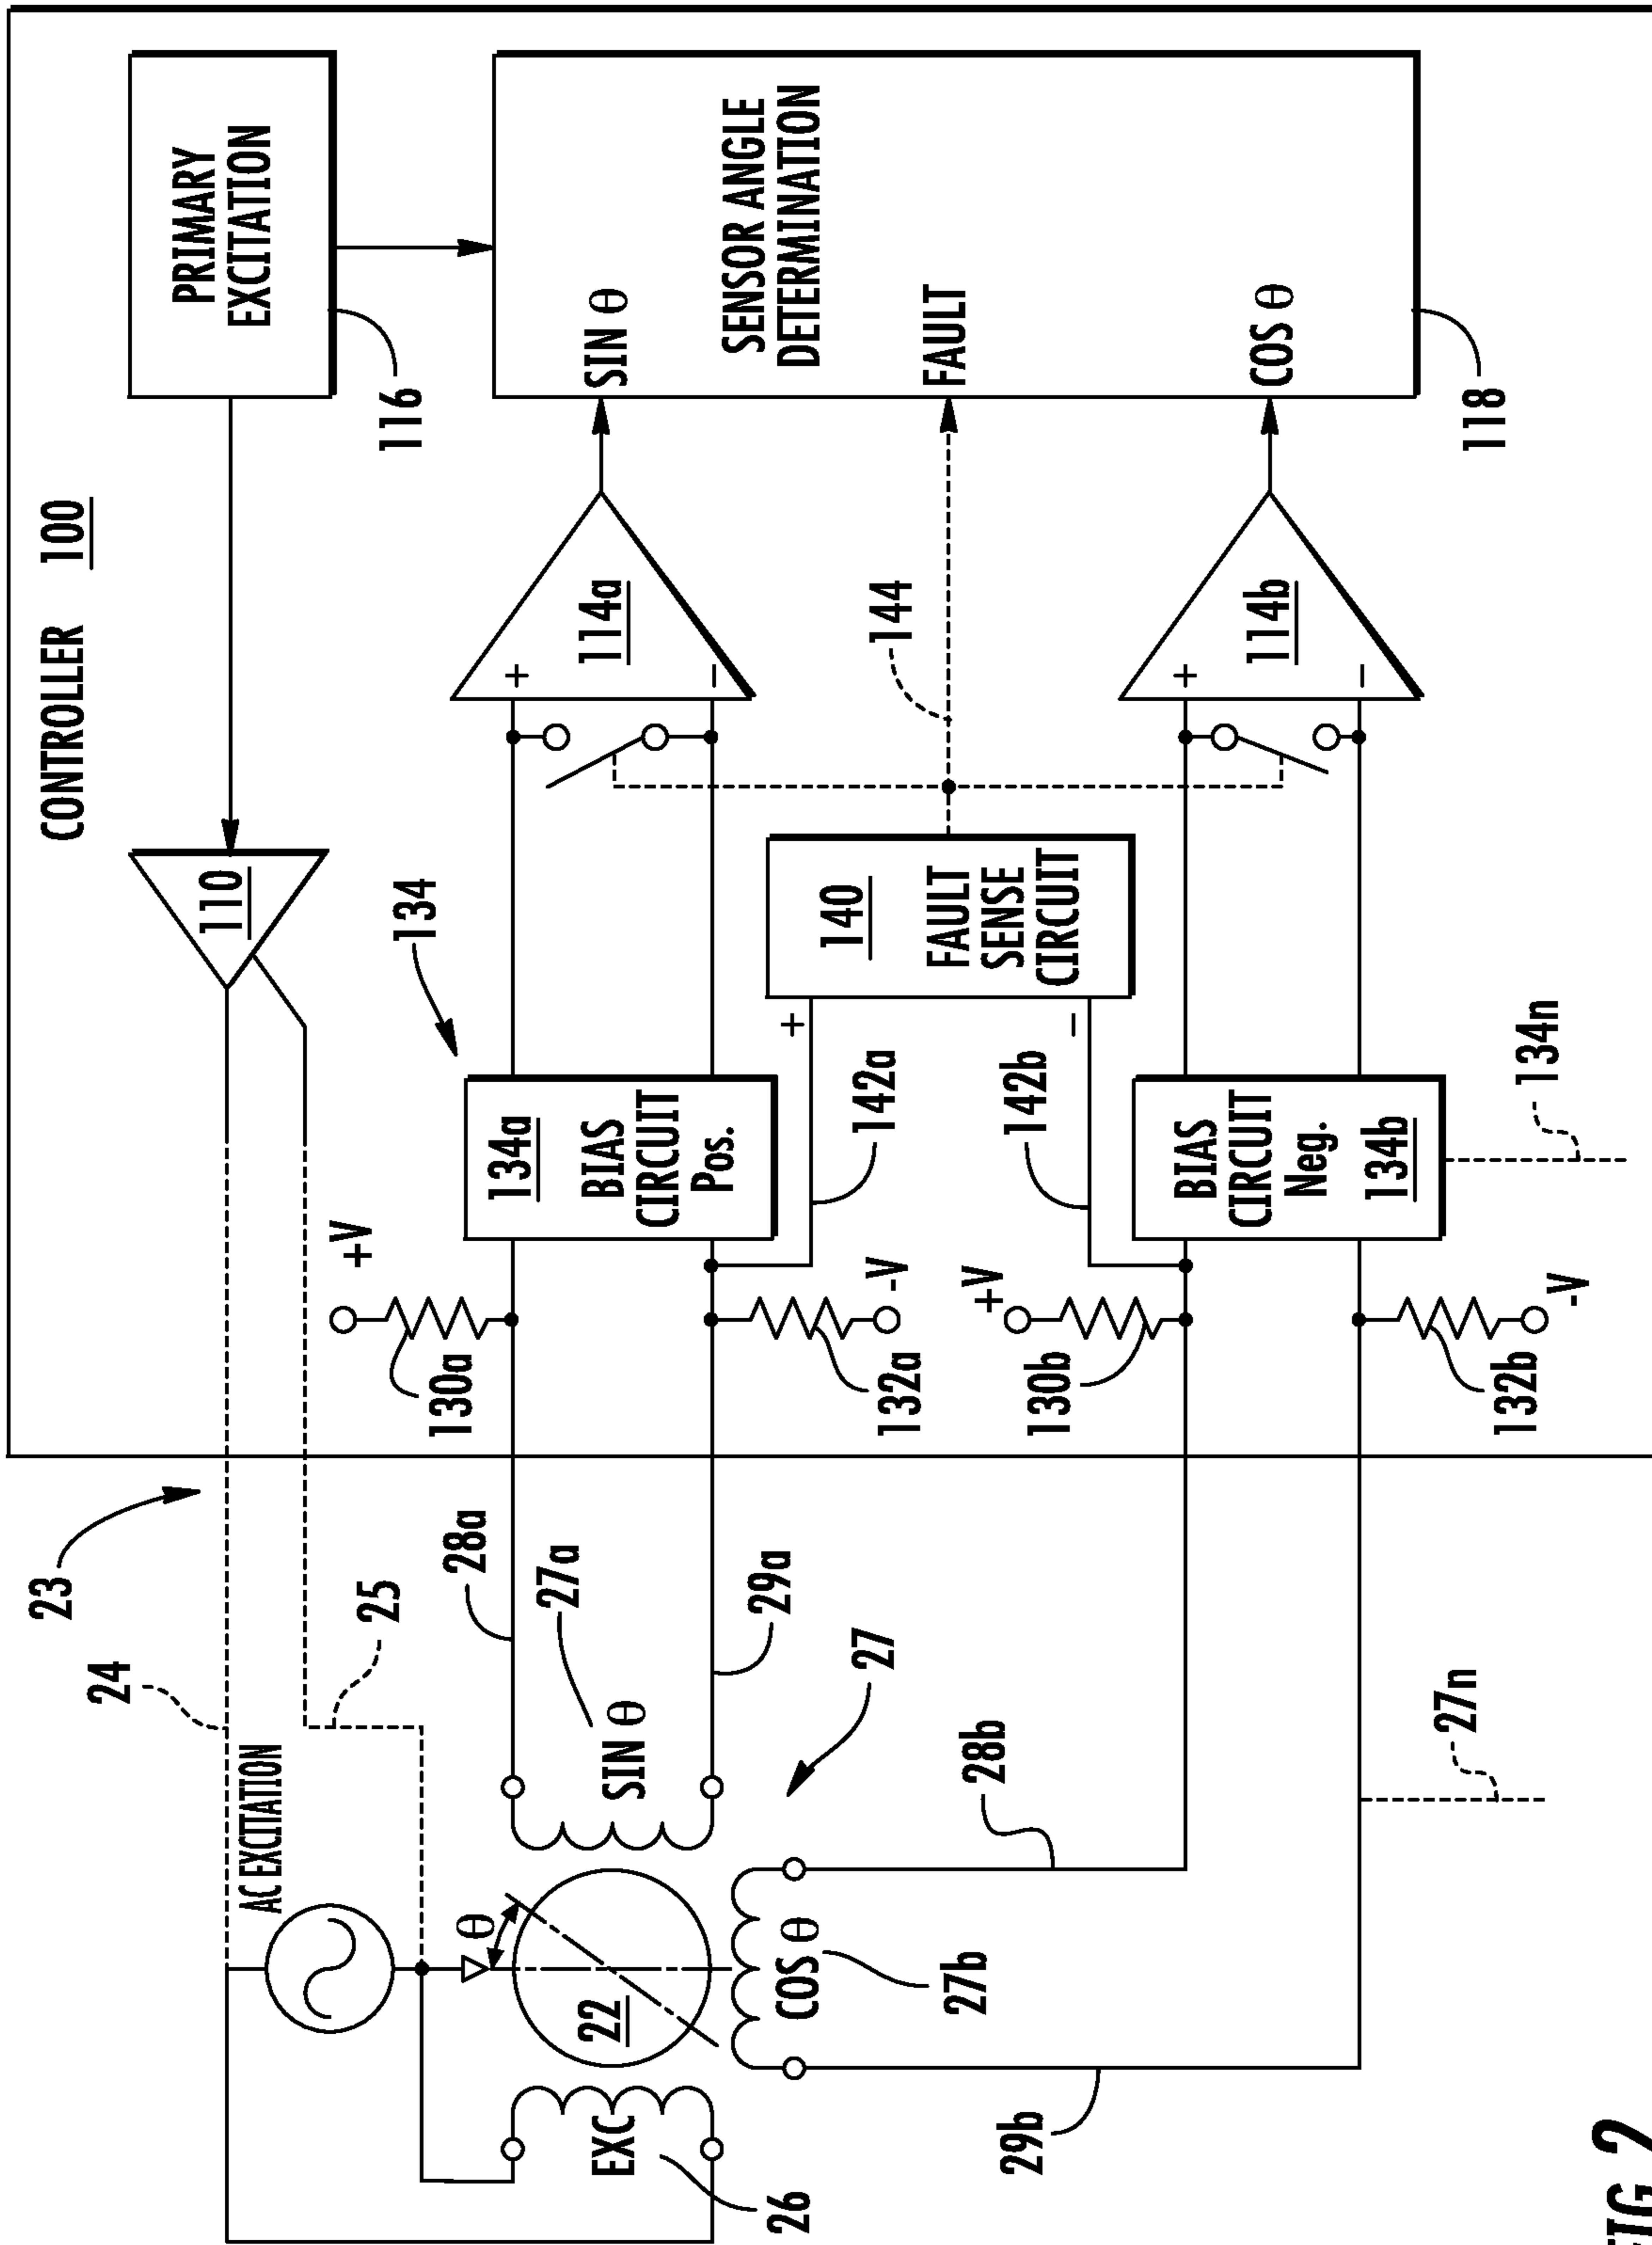 CONTROLLER 100
PRIMARY
EXCITATION
116
110
23
24
25
AC EXCITATION
134
+V
130a
134a
BIAS
CIRCUIT
Pos.
28a
27a
SIN θ
29a
27
114a
+
−
SIN θ
SENSOR ANGLE
DETERMINATION
FAULT
COS θ
118
144
140
FAULT
SENSE
CIRCUIT
+
−
142a
142b
-V
132a
+V
130b
BIAS
CIRCUIT
Neg.
134b
134n
-V
132b
114b
+
−
θ
22
EXC
26
COS θ
27b
28b
29b
27n
FIG 2